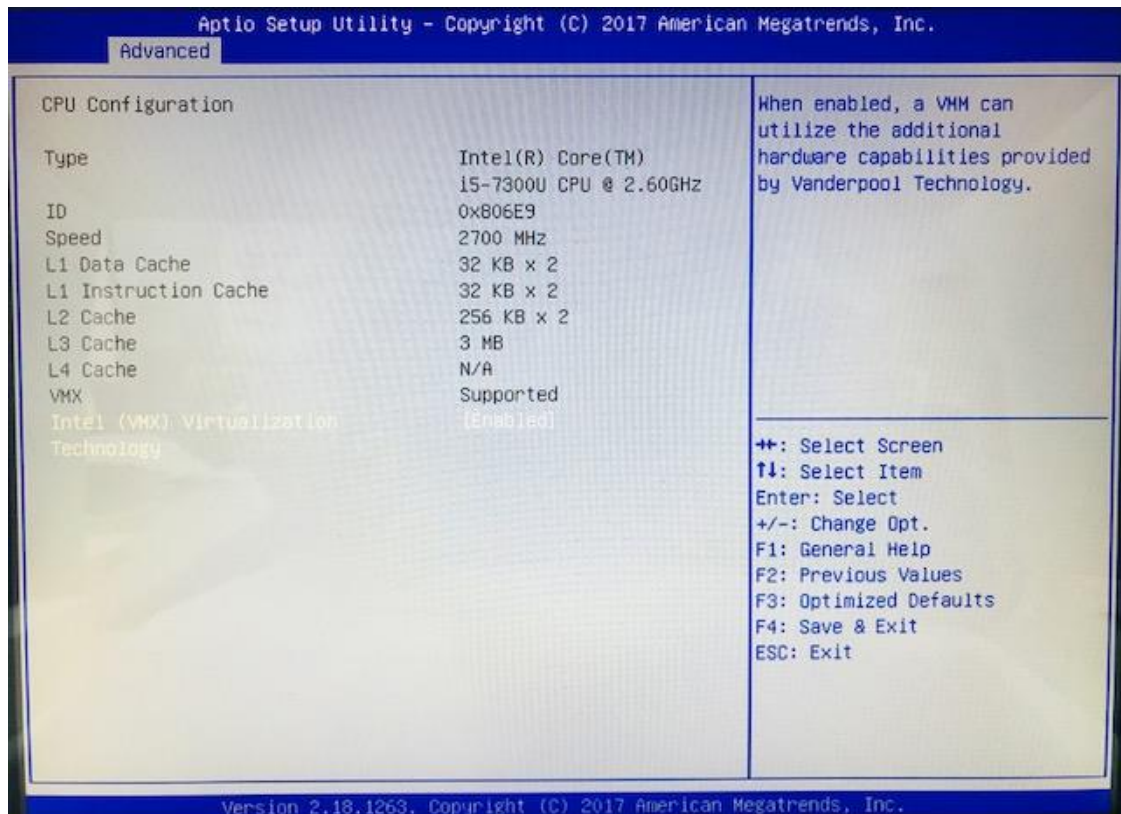 Aptio Setup Utility - Copyright (C) 2017 American Megatrends, Inc.
Advanced
CPU Configuration
Type Intel(R) Core(TM)
i5-7300U CPU @ 2.60GHz
ID 0x806E9
Speed 2700 MHz
L1 Data Cache 32 KB x 2
L1 Instruction Cache 32 KB x 2
L2 Cache 256 KB x 2
L3 Cache 3 MB
L4 Cache N/A
VMX Supported
Intel (VMX) Virtualization [Enabled]
Technology
When enabled, a VMM can
utilize the additional
hardware capabilities provided
by Vanderpool Technology.
→←: Select Screen
↑↓: Select Item
Enter: Select
+/-: Change Opt.
F1: General Help
F2: Previous Values
F3: Optimized Defaults
F4: Save & Exit
ESC: Exit
Version 2.18.1263. Copyright (C) 2017 American Megatrends, Inc.